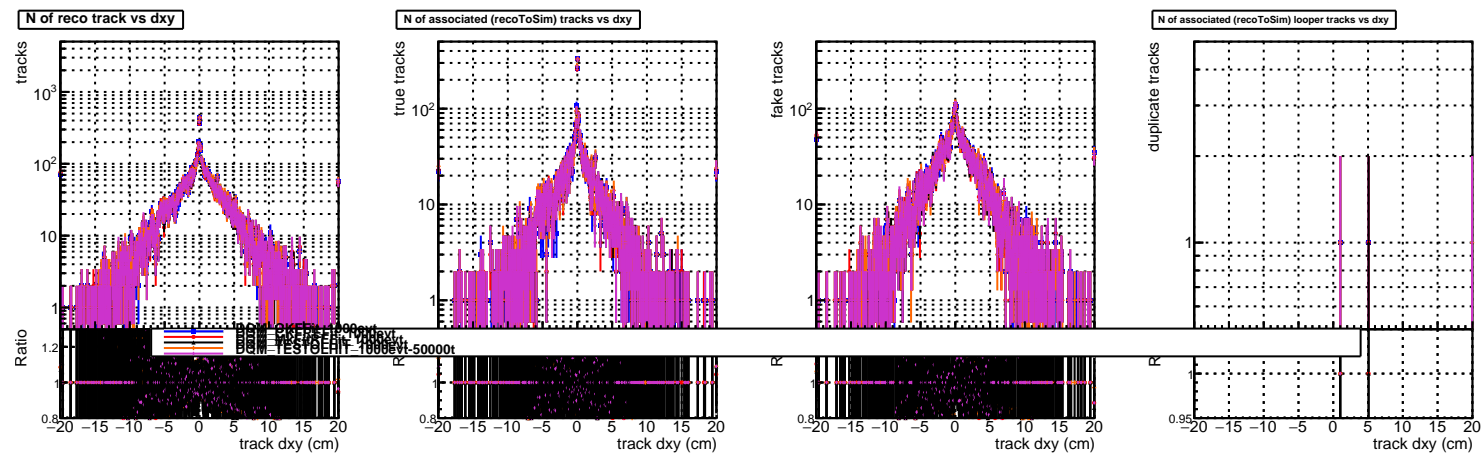 N of reco track vs dxy
tracks
10³
10²
10
1
Ratio
1.2
1
0.8
−20 −15 −10 −5 0 5 10 15 20
track dxy (cm)
N of associated (recoToSim) tracks vs dxy
true tracks
10²
10
1
0.8
−20 −15 −10 −5 0 5 10 15 20
track dxy (cm)
fake tracks
10²
10
1
0.8
−20 −15 −10 −5 0 5 10 15 20
track dxy (cm)
N of associated (recoToSim) looper tracks vs dxy
duplicate tracks
1
1
0.95
−20 −15 −10 −5 0 5 10 15 20
track dxy (cm)
DQM−TESTOEHIT−1000evt-50000t